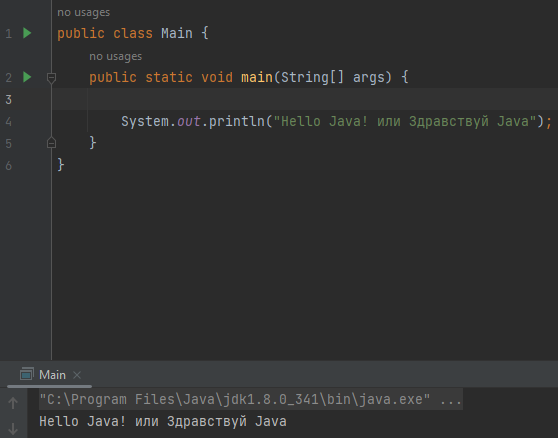 no usages
1 public class Main {
no usages
2 public static void main(String[] args) {
3
4 System.out.println("Hello Java! или Здравствуй Java");
5 }
6 }
Main ×
"C:\Program Files\Java\jdk1.8.0_341\bin\java.exe" ...
Hello Java! или Здравствуй Java